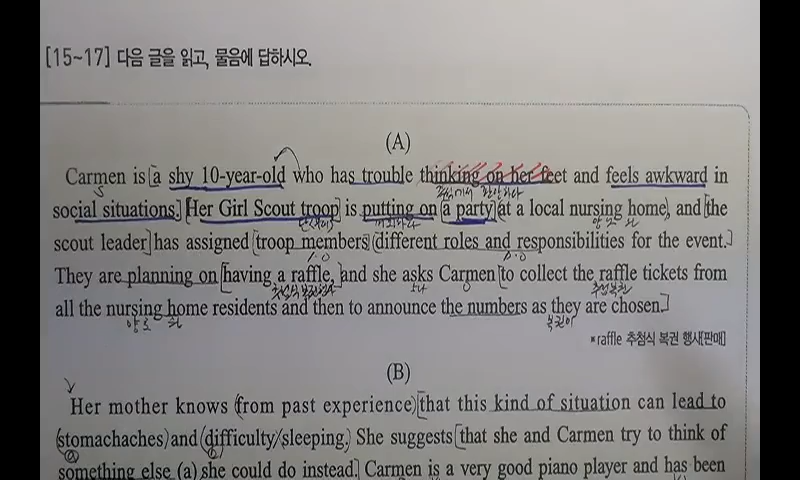 [15~17] 다음 글을 읽고, 물음에 답하시오.
(A)
Carmen is a shy 10-year-old who has trouble thinking on her feet and feels awkward in
social situations. Her Girl Scout troop is putting on a party at a local nursing home, and the
scout leader has assigned troop members different roles and responsibilities for the event.
They are planning on having a raffle, and she asks Carmen to collect the raffle tickets from
all the nursing home residents and then to announce the numbers as they are chosen.
*raffle 추첨식 복권 행사[판매]
(B)
Her mother knows from past experience that this kind of situation can lead to
stomachaches and difficulty sleeping. She suggests that she and Carmen try to think of
something else (a) she could do instead. Carmen is a very good piano player and has been